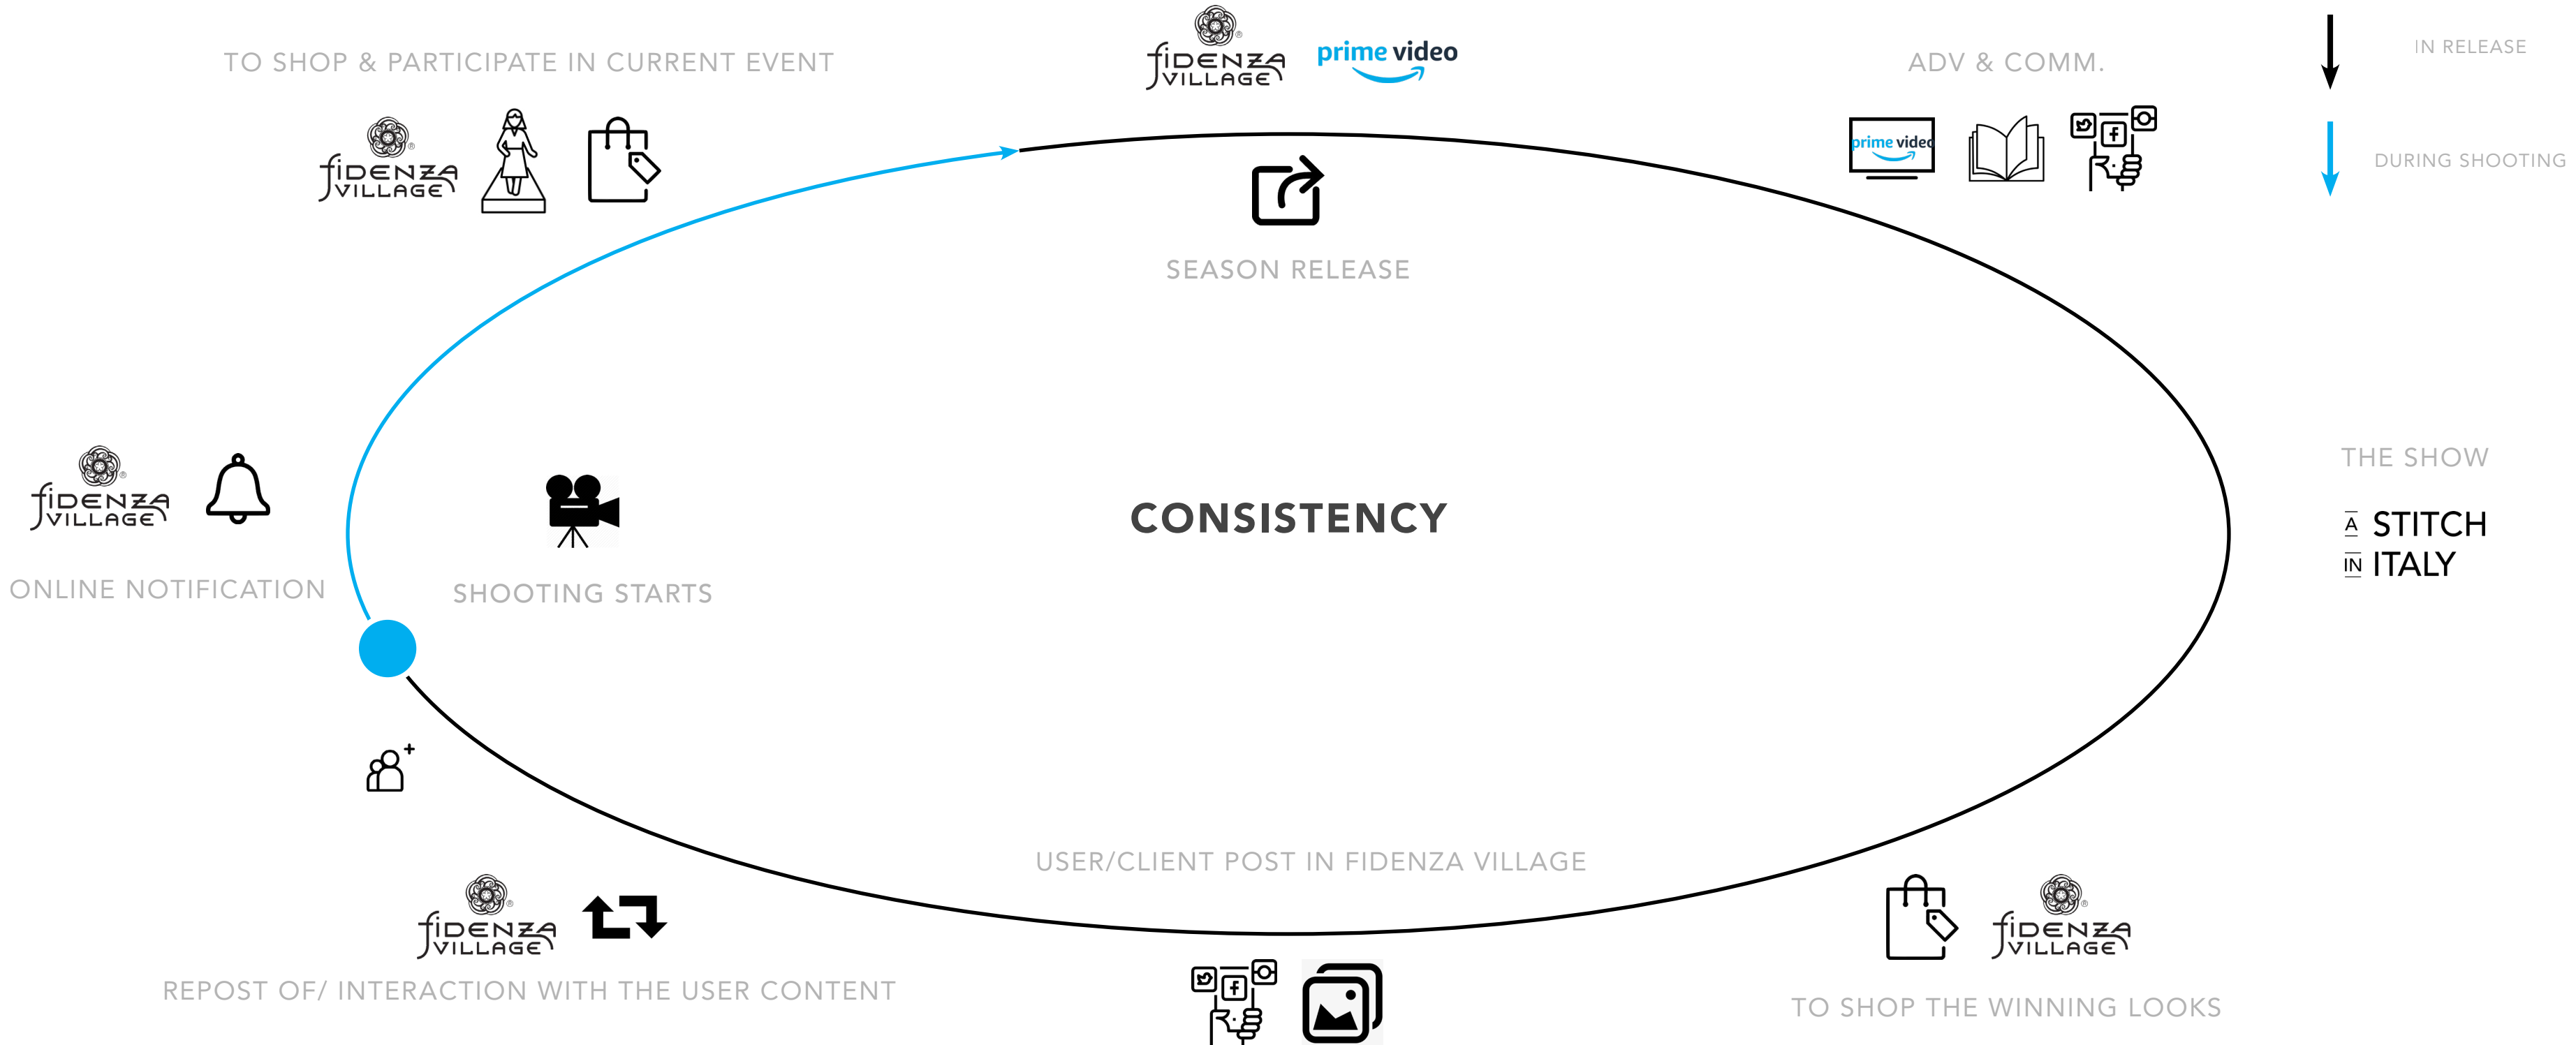 TO SHOP & PARTICIPATE IN CURRENT EVENT
FIDENZA VILLAGE ®
FIDENZA VILLAGE ®
prime video
ADV & COMM.
prime video
IN RELEASE
DURING SHOOTING
SEASON RELEASE
FIDENZA VILLAGE ®
ONLINE NOTIFICATION
SHOOTING STARTS
CONSISTENCY
THE SHOW
A STITCH
IN ITALY
USER/CLIENT POST IN FIDENZA VILLAGE
FIDENZA VILLAGE ®
REPOST OF/ INTERACTION WITH THE USER CONTENT
FIDENZA VILLAGE ®
TO SHOP THE WINNING LOOKS